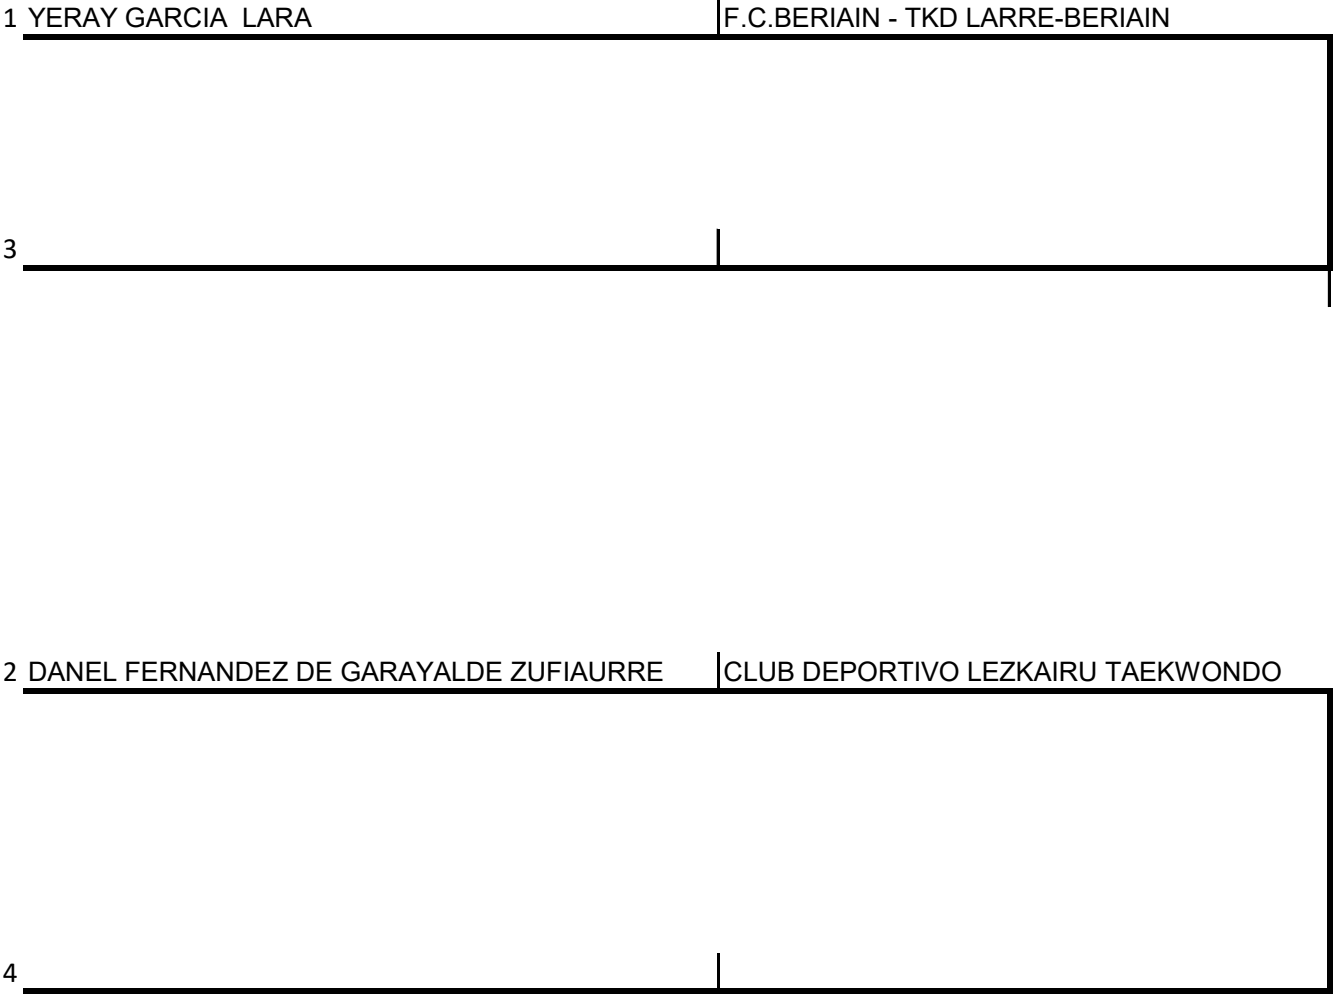 1 YERAY GARCIA LARA F.C.BERIAIN - TKD LARRE-BERIAIN
3
2 DANEL FERNANDEZ DE GARAYALDE ZUFIAURRE CLUB DEPORTIVO LEZKAIRU TAEKWONDO
4